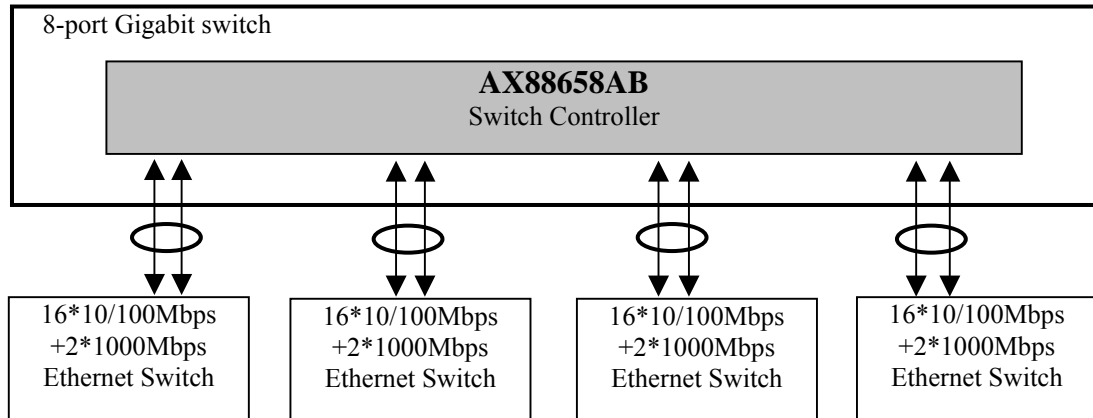 8-port Gigabit switch
AX88658AB
Switch Controller
16*10/100Mbps
+2*1000Mbps
Ethernet Switch
16*10/100Mbps
+2*1000Mbps
Ethernet Switch
16*10/100Mbps
+2*1000Mbps
Ethernet Switch
16*10/100Mbps
+2*1000Mbps
Ethernet Switch